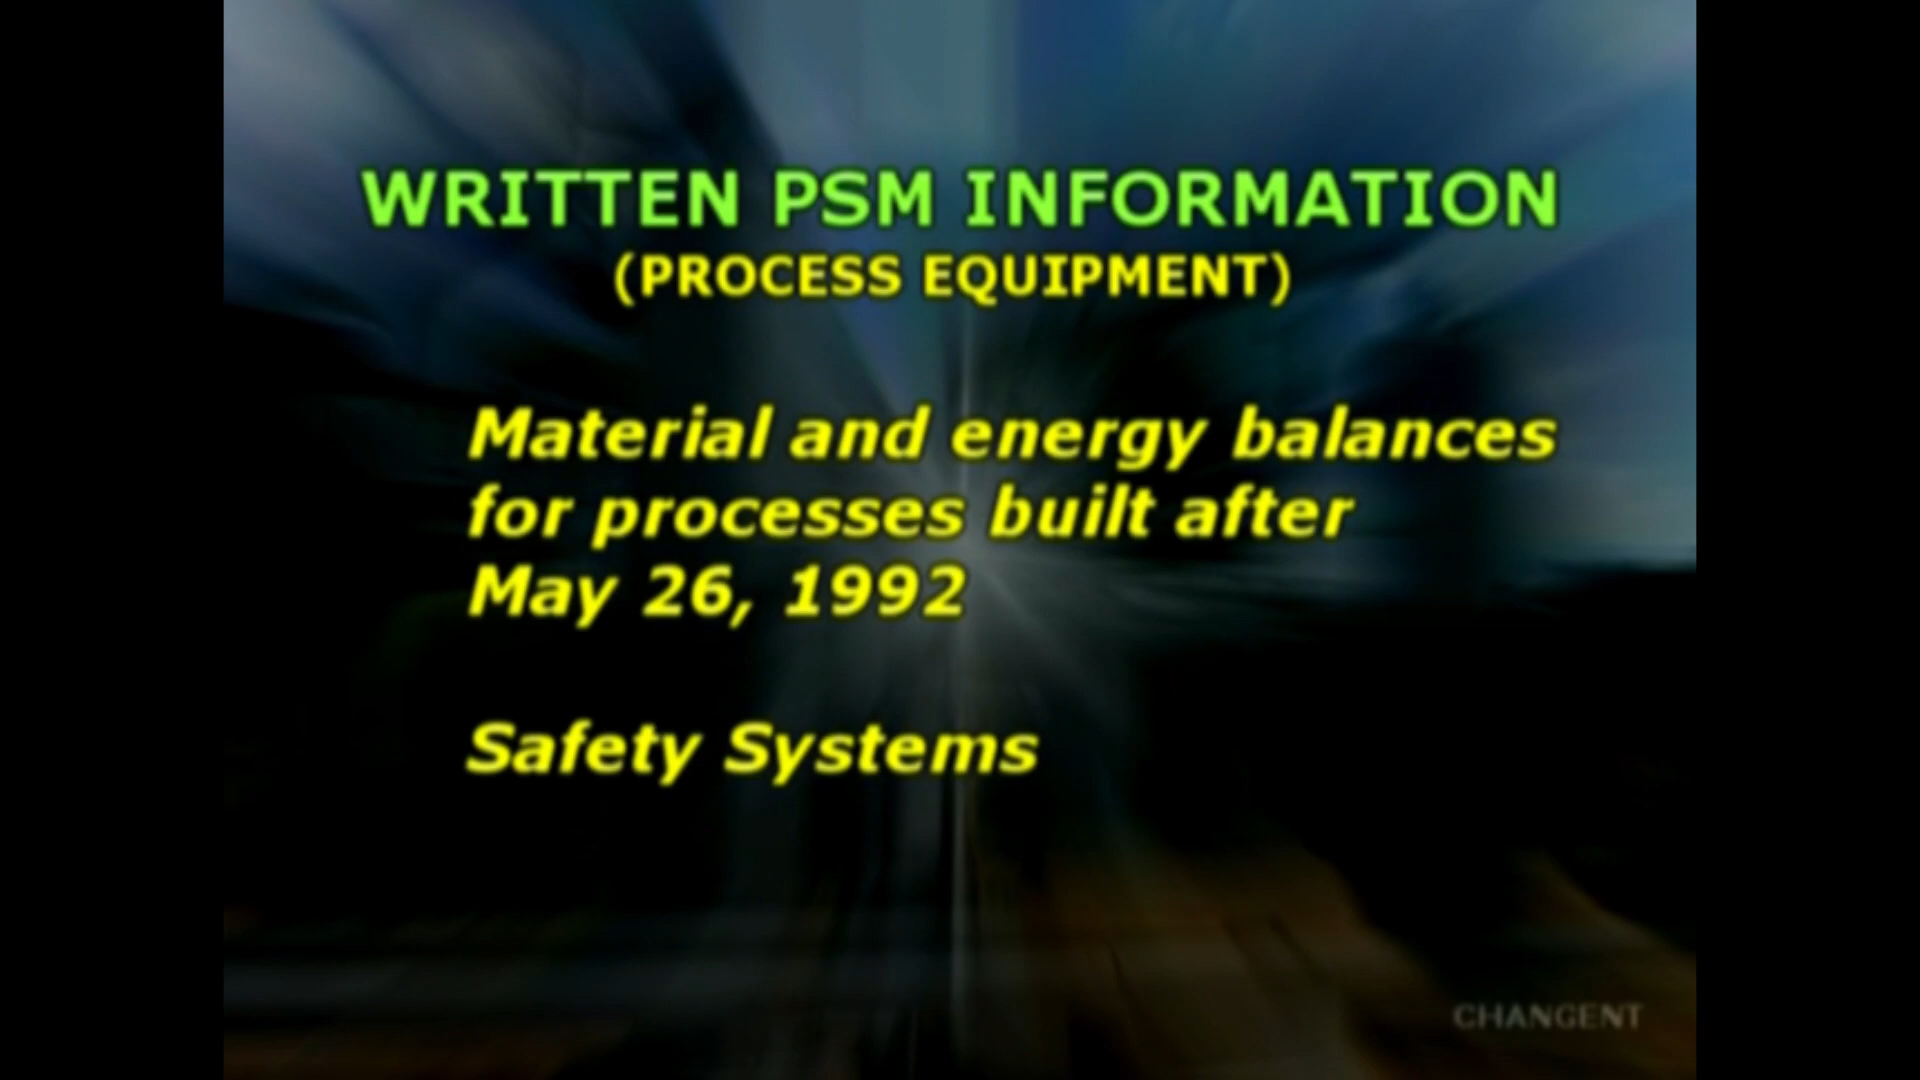 WRITTEN PSM INFORMATION
(PROCESS EQUIPMENT)
Material and energy balances
for processes built after
May 26, 1992
Safety Systems
CHANGENT